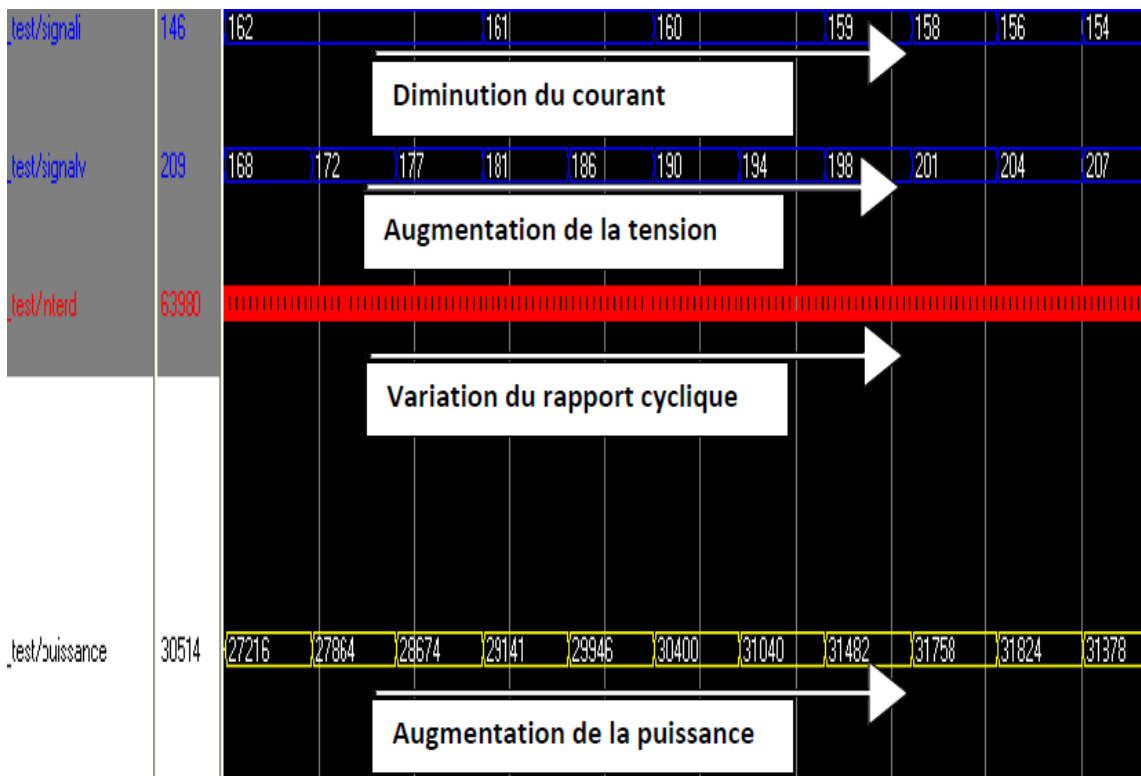 _test/signali 146 162 161 160 159 158 156 154
Diminution du courant
_test/signalv 209 168 172 177 181 186 190 194 198 201 204 207
Augmentation de la tension
_test/interd 63980
Variation du rapport cyclique
_test/puissance 30514 27216 27864 28674 29141 29946 30400 31040 31482 31758 31824 31878
Augmentation de la puissance